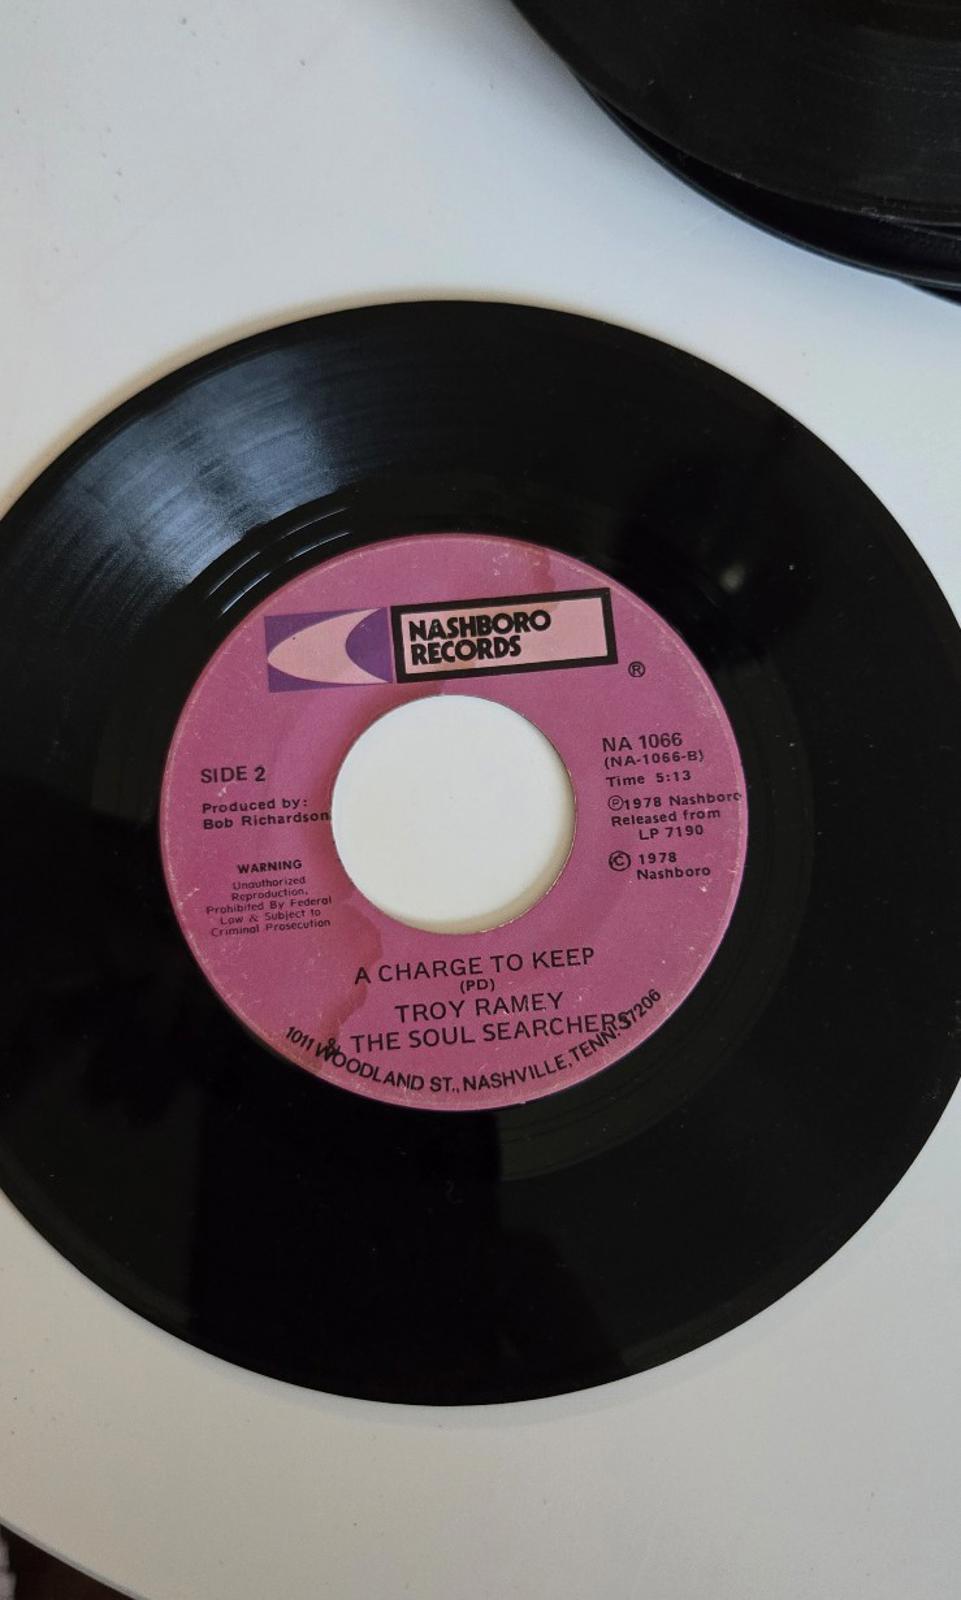 NASHBORO
RECORDS
®
SIDE 2
Produced by:
Bob Richardson
WARNING
Unauthorized
Reproduction,
Prohibited By Federal
Law & Subject to
Criminal Prosecution
NA 1066
(NA-1066-B)
Time 5:13
Ⓟ1978 Nashboro
Released from
LP 7190
© 1978
Nashboro
A CHARGE TO KEEP
(PD)
TROY RAMEY
& THE SOUL SEARCHERS
1011 WOODLAND ST., NASHVILLE, TENN. 37206